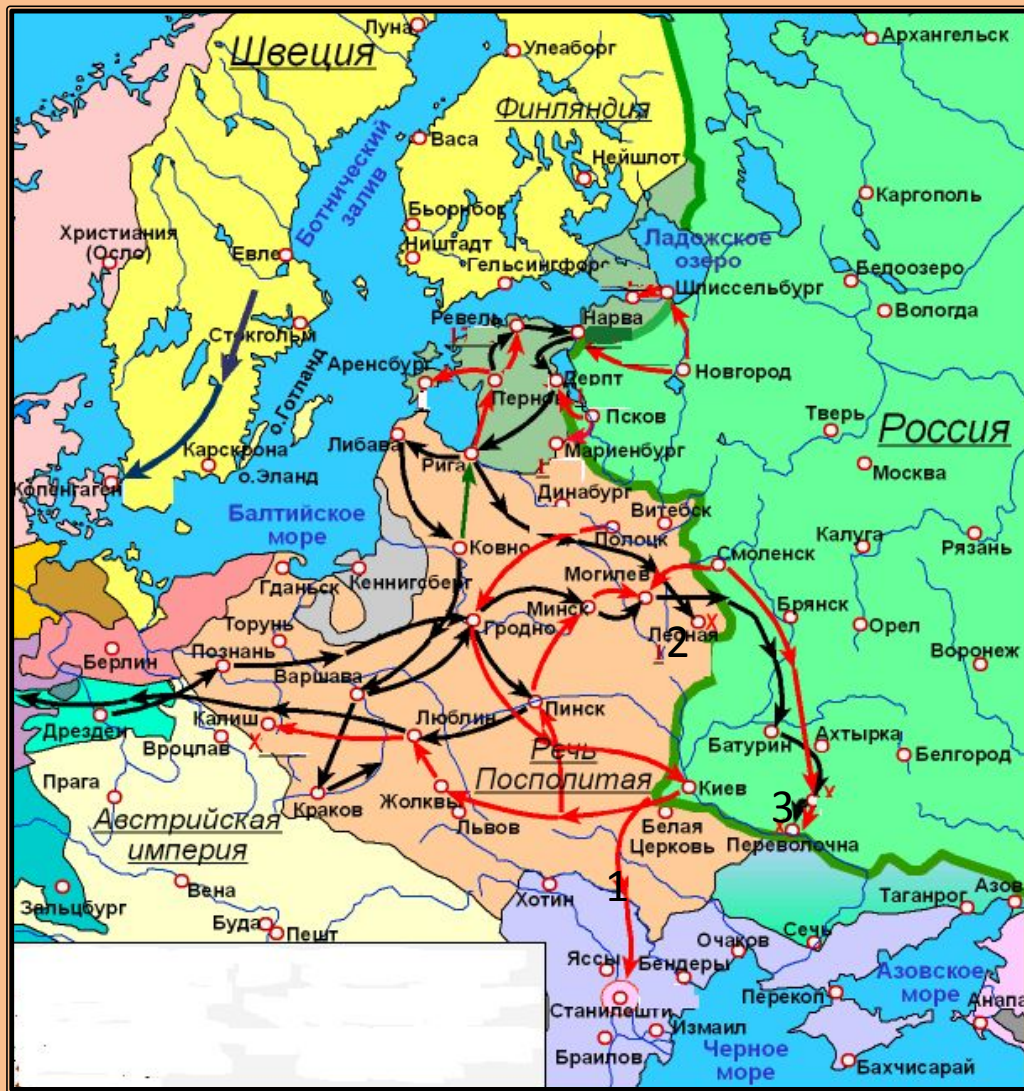 Луна
Архангельск
Улеаборг
Швеция
Финляндия
Васа
Нейшлот
Ботнический
залив
Каргополь
Христиания
(Осло)
Бьорнборг
Ништадт
Ладожское
озеро
Евле
Гельсингфорс
Шлиссельбург
Белоозеро
Вологда
Ревель
Нарва
Стокгольм
Аренсбург
Дерпт
Новгород
Пернов
о.Готланд
Псков
Тверь
Россия
Либава
Карскрона
Рига
Мариенбург
Москва
о.Эланд
Копенгаген
Динабург
Витебск
Балтийское
море
Полоцк
Калуга
Рязань
Ковно
Смоленск
Гданьск
Кеннигсберг
Могилев
Минск
Брянск
Торунь
Гродно
Лесная
Х
Орел
2
Берлин
Познань
Варшава
Воронеж
Пинск
Калиш
Люблин
Дрезден
Х
Вроцлав
Батурин
Ахтырка
Белгород
Речь
Посполитая
Прага
Киев
Краков
Жолквы
3
х
Австрийская
империя
Львов
Белая
Церковь
х
Переволочна
Вена
Хотин
1
Зальцбург
Таганрог
Азов
Буда
Пешт
Сечь
Очаков
Яссы
Бендеры
Азовское
море
Перекоп
Анапа
Станилешти
Измаил
Браилов
Черное
море
Бахчисарай